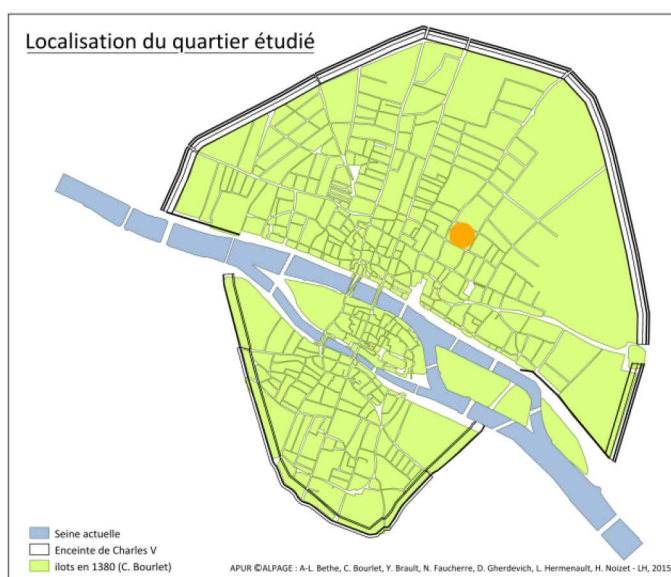 Localisation du quartier étudié
Seine actuelle
Enceinte de Charles V
ilots en 1380 (C. Bourlet)
APUR ©ALPAGE : A-L. Bethe, C. Bourlet, Y. Brault, N. Faucherre, D. Gherdevich, L. Hermenault, H. Noizet - LH, 2015